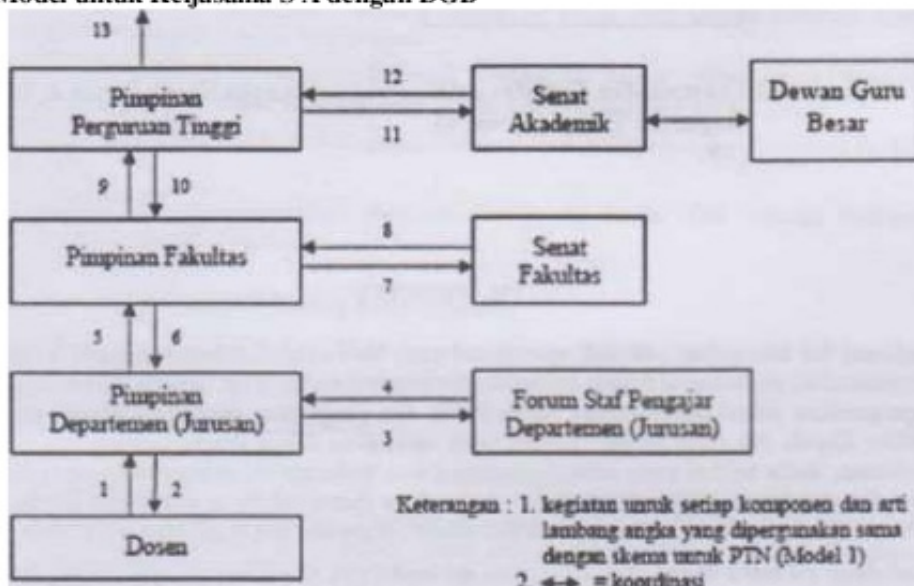 Model untuk Kerjasama S A dengan DGB
13
Pimpinan
Perguruan Tinggi
12
11
Senat
Akademik
Dewan Guru
Besar
9
10
Pimpinan Fakultas
8
7
Senat
Fakultas
5
6
Pimpinan
Departemen (Jurusan)
4
3
Forum Staf Pengajar
Departemen (Jurusan)
1
2
Dosen
Keterangan : 1. kegiatan untuk setiap komponen dan arti
lambang angka yang dipergunakan sama
dengan skema untuk PTN (Model 1)
2. = koordinasi